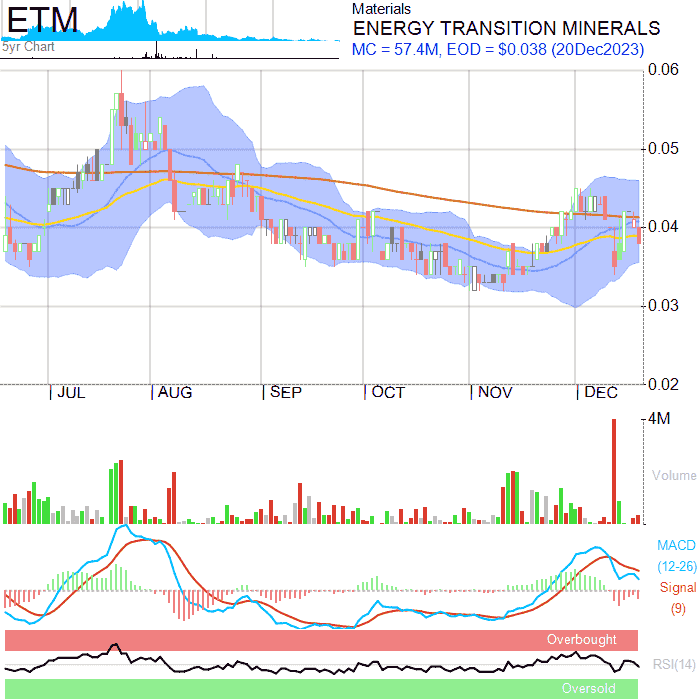 ETM
5yr Chart
Materials
ENERGY TRANSITION MINERALS
MC = 57.4M, EOD = $0.038 (20Dec2023)
0.06
0.05
0.04
0.03
0.02
JUL AUG SEP OCT NOV DEC
4M
Volume
MACD
(12-26)
Signal
(9)
Overbought
RSI(14)
Oversold